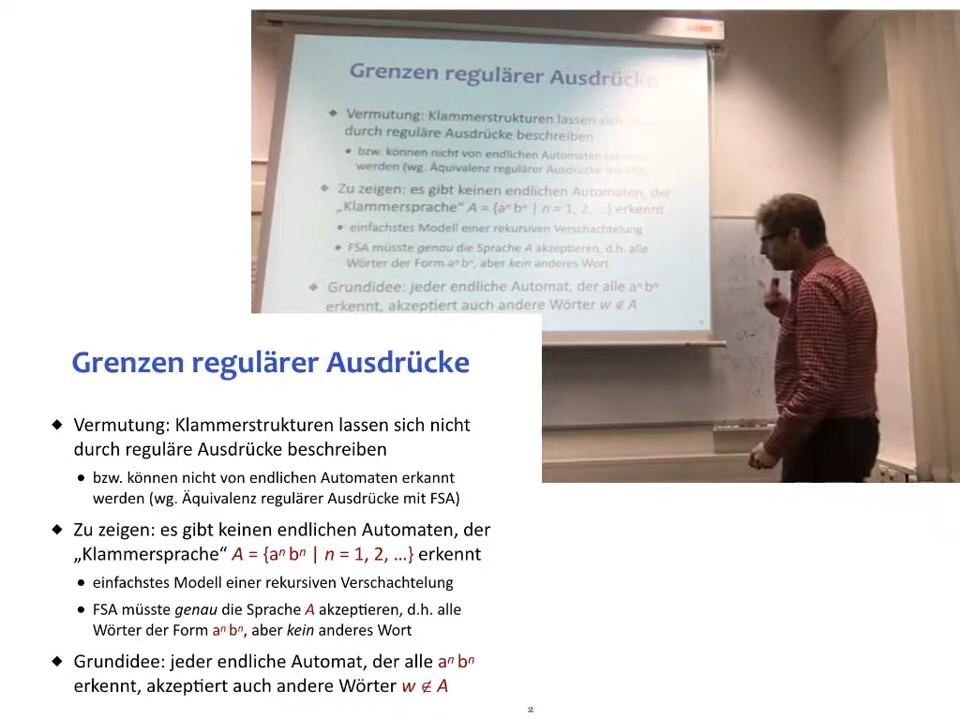 Grenzen regulärer Ausdrücke
◆ Vermutung: Klammerstrukturen lassen sich
durch reguläre Ausdrücke beschreiben
• bzw. können nicht von endlichen Automaten
werden (wg. Äquivalenz regulärer Ausdrücke
◆ Zu zeigen: es gibt keinen endlichen Automaten, der
„Klammersprache“ A = {aⁿ bⁿ | n = 1, 2, …} erkennt
• einfachstes Modell einer rekursiven Verschachtelung
• FSA müsste genau die Sprache A akzeptieren, d.h. alle
Wörter der Form aⁿ bⁿ, aber kein anderes Wort
◆ Grundidee: jeder endliche Automat, der alle aⁿ bⁿ
erkennt, akzeptiert auch andere Wörter w ∉ A
Grenzen regulärer Ausdrücke
◆ Vermutung: Klammerstrukturen lassen sich nicht
durch reguläre Ausdrücke beschreiben
• bzw. können nicht von endlichen Automaten erkannt
werden (wg. Äquivalenz regulärer Ausdrücke mit FSA)
◆ Zu zeigen: es gibt keinen endlichen Automaten, der
„Klammersprache“ A = {aⁿ bⁿ | n = 1, 2, …} erkennt
• einfachstes Modell einer rekursiven Verschachtelung
• FSA müsste genau die Sprache A akzeptieren, d.h. alle
Wörter der Form aⁿ bⁿ, aber kein anderes Wort
◆ Grundidee: jeder endliche Automat, der alle aⁿ bⁿ
erkennt, akzeptiert auch andere Wörter w ∉ A
2